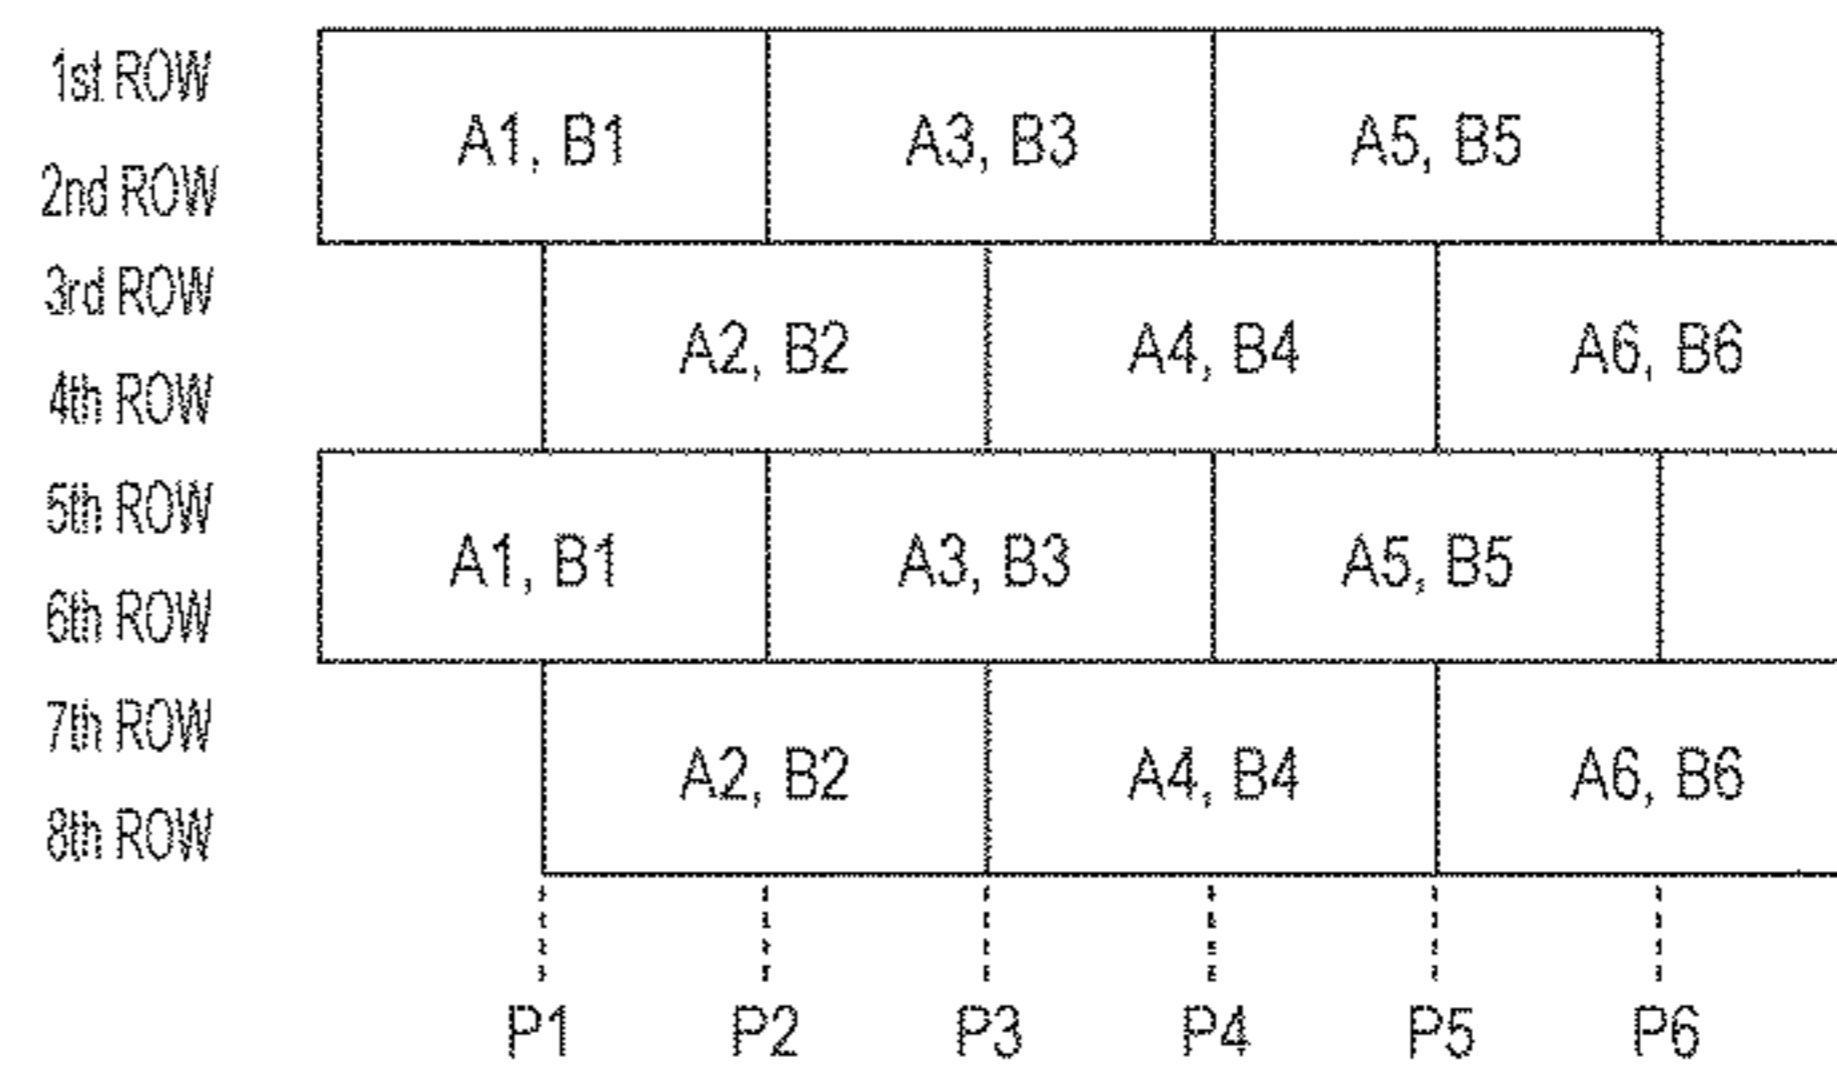 1st ROW
A1, B1 A3, B3 A5, B5
2nd ROW
3rd ROW
A2, B2 A4, B4 A6, B6
4th ROW
5th ROW
A1, B1 A3, B3 A5, B5
6th ROW
7th ROW
A2, B2 A4, B4 A6, B6
8th ROW
P1 P2 P3 P4 P5 P6